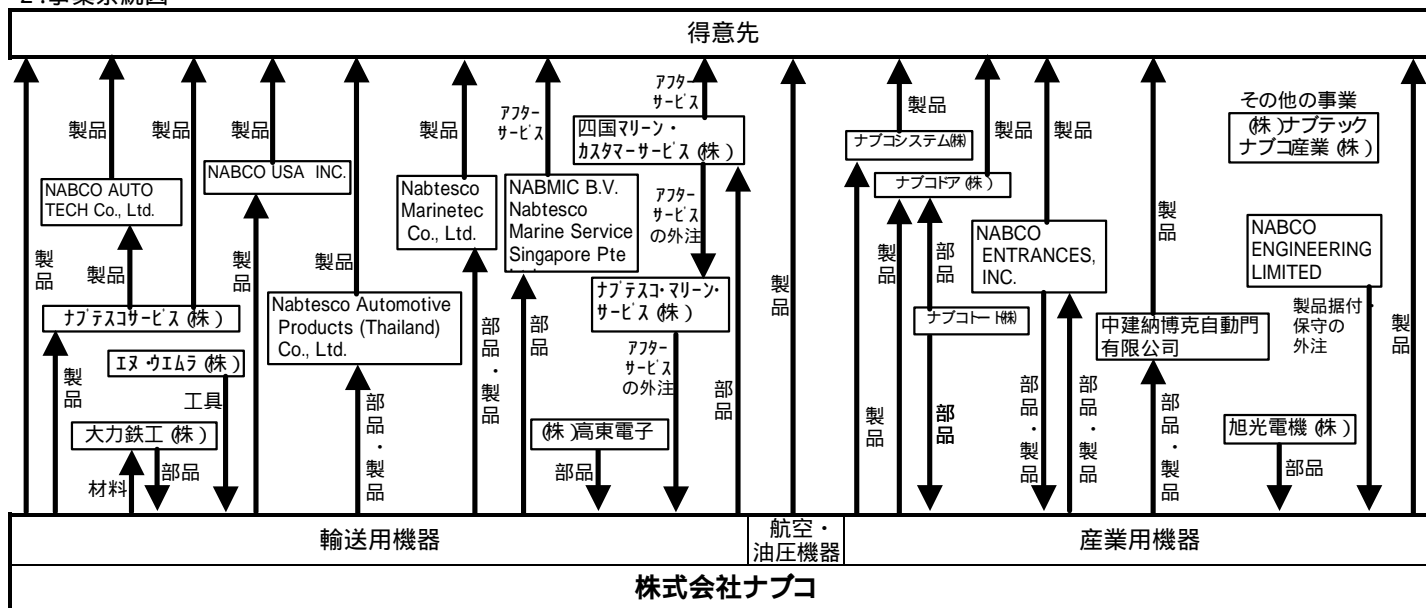 ２.事業系統図
得意先
製品
製品
製品
製品
製品
アフター
サービス
アフター
サービス
製品
製品
製品
その他の事業
(株)ナブテック
ナブコ産業(株)
四国マリーン・
カスタマーサービス(株)
ナブコシステム(株)
NABCO AUTO
TECH Co., Ltd.
NABCO USA INC.
Nabtesco
Marinetec
Co., Ltd.
NABMIC B.V.
Nabtesco
Marine Service
Singapore Pte
アフター
サービス
の外注
ナブコドア(株)
NABCO
ENTRANCES,
INC.
製品
NABCO
ENGINEERING
LIMITED
製品
製品
製品
製品
製品
製品
部品
ナブテスコサービス(株)
Nabtesco Automotive
Products (Thailand)
Co., Ltd.
ナブテスコ・マリーン・
サービス(株)
ナブコトート(株)
中建納博克自動門
有限公司
製品据付・
保守の
外注
製品
エヌ・ウエムラ(株)
製品
工具
部品・製品
部品
アフター
サービス
の外注
部品
大力鉄工(株)
(株)高東電子
旭光電機(株)
材料
部品
部品・製品
部品
製品
部品
部品・製品
部品・製品
部品・製品
部品
輸送用機器
航空・
油圧機器
産業用機器
株式会社ナブコ